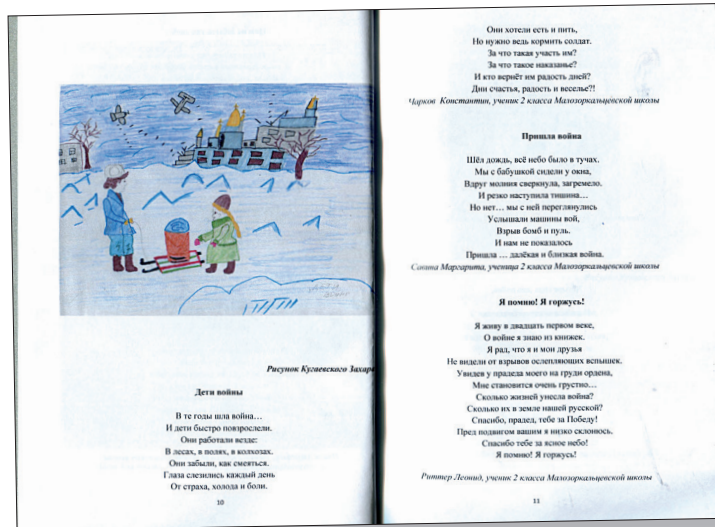 Рисунок Кугаевского Захара
Дети войны
В те годы шла война…
И дети быстро повзрослели.
Они работали везде:
В лесах, в полях, в колхозах.
Они забыли, как смеяться.
Глаза слезились каждый день
От страха, холода и боли.
10
Они хотели есть и пить,
Но нужно ведь кормить солдат.
За что такая участь им?
За что такое наказанье?
И кто вернёт им радость дней?
Дни счастья, радость и веселье?!
Чарков Константин, ученик 2 класса Малозоркальцевской школы
Пришла война
Шёл дождь, всё небо было в тучах.
Мы с бабушкой сидели у окна,
Вдруг молния сверкнула, загремело.
И резко наступила тишина…
Но нет… мы с ней переглянулись
Услышали машины вой,
Взрыв бомб и пуль.
И нам не показалось
Пришла … далёкая и близкая война.
Маргарита, ученица 2 класса Малозоркальцевской школы
Я помню! Я горжусь!
Я живу в двадцать первом веке,
О войне я знаю из книжек.
Я рад, что я и мои друзья
Не видели от взрывов ослепляющих вспышек.
Увидев у прадеда моего на груди ордена,
Мне становится очень грустно…
Сколько жизней унесла война?
Сколько их в земле нашей русской?
Спасибо, прадед, тебе за Победу!
Пред подвигом вашим я низко склонюсь.
Спасибо тебе за ясное небо!
Я помню! Я горжусь!
Риттер Леонид, ученик 2 класса Малозоркальцевской школы
11